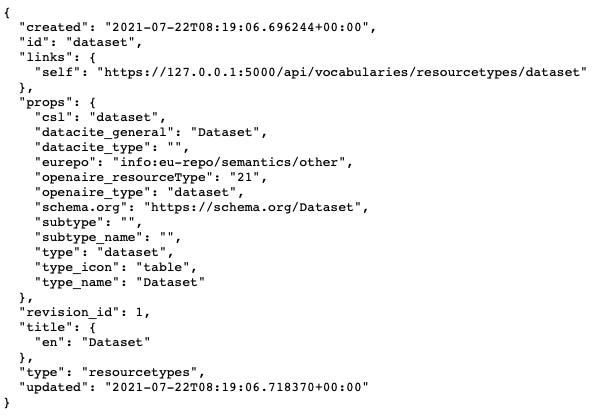 {
  "created": "2021-07-22T08:19:06.696244+00:00",
  "id": "dataset",
  "links": {
    "self": "https://127.0.0.1:5000/api/vocabularies/resourcetypes/dataset"
  },
  "props": {
    "csl": "dataset",
    "datacite_general": "Dataset",
    "datacite_type": "",
    "eurepo": "info:eu-repo/semantics/other",
    "openaire_resourceType": "21",
    "openaire_type": "dataset",
    "schema.org": "https://schema.org/Dataset",
    "subtype": "",
    "subtype_name": "",
    "type": "dataset",
    "type_icon": "table",
    "type_name": "Dataset"
  },
  "revision_id": 1,
  "title": {
    "en": "Dataset"
  },
  "type": "resourcetypes",
  "updated": "2021-07-22T08:19:06.718370+00:00"
}